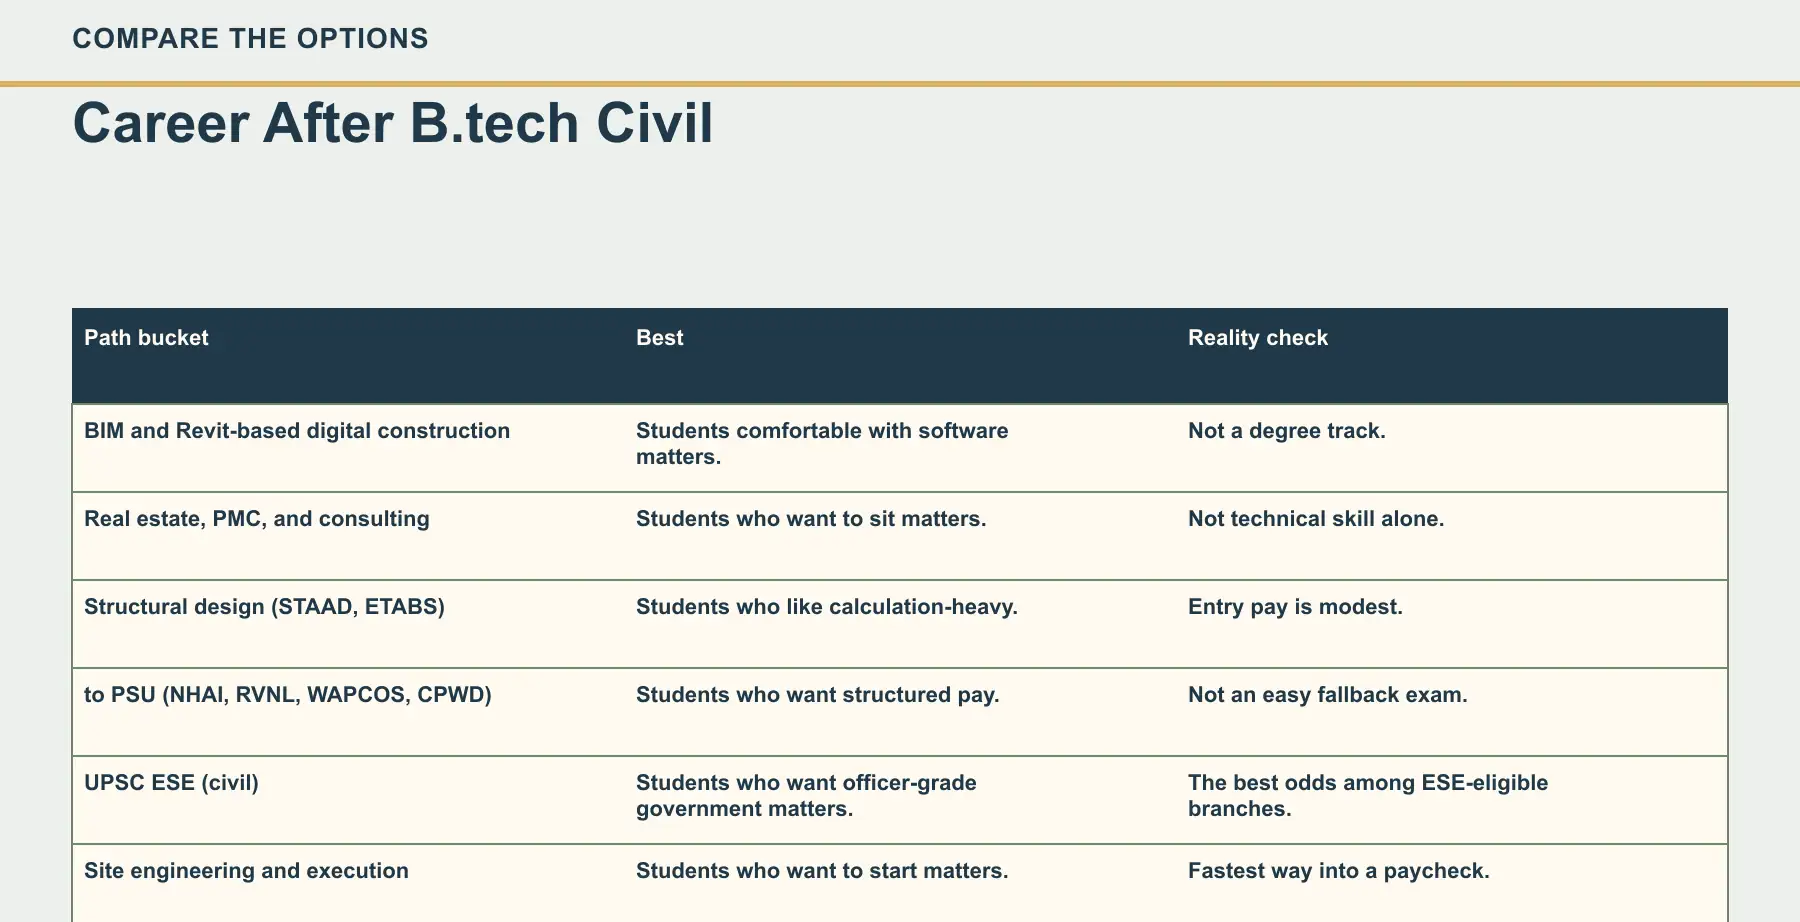 COMPARE THE OPTIONS
Career After B.tech Civil
Path bucket
Best
Reality check
BIM and Revit-based digital construction
Students comfortable with software
matters.
Not a degree track.
Real estate, PMC, and consulting
Students who want to sit matters.
Not technical skill alone.
Structural design (STAAD, ETABS)
Students who like calculation-heavy.
Entry pay is modest.
to PSU (NHAI, RVNL, WAPCOS, CPWD)
Students who want structured pay.
Not an easy fallback exam.
UPSC ESE (civil)
Students who want officer-grade
government matters.
The best odds among ESE-eligible
branches.
Site engineering and execution
Students who want to start matters.
Fastest way into a paycheck.